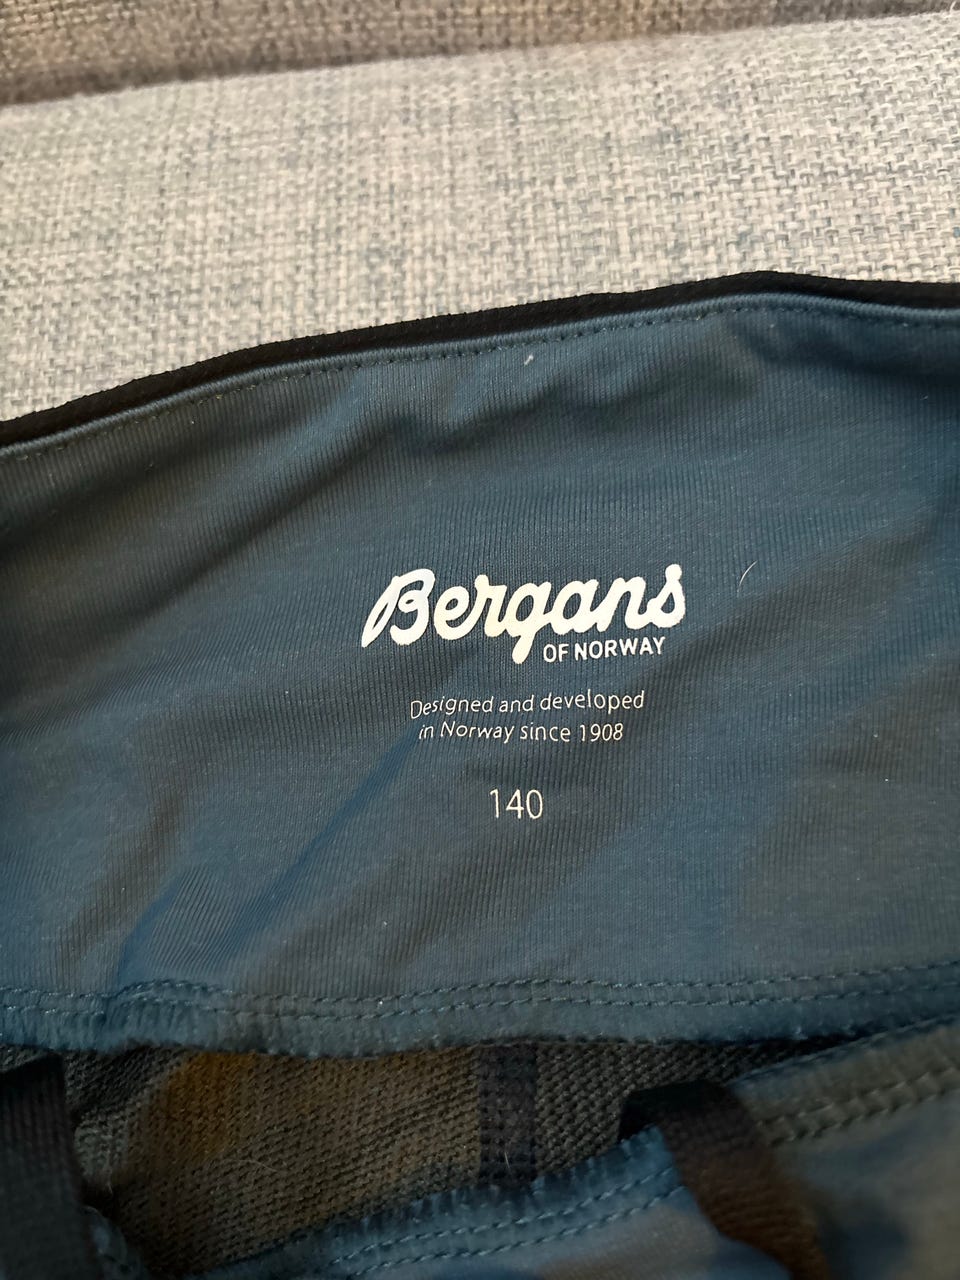 Bergans
OF NORWAY
Designed and developed
in Norway since 1908
140